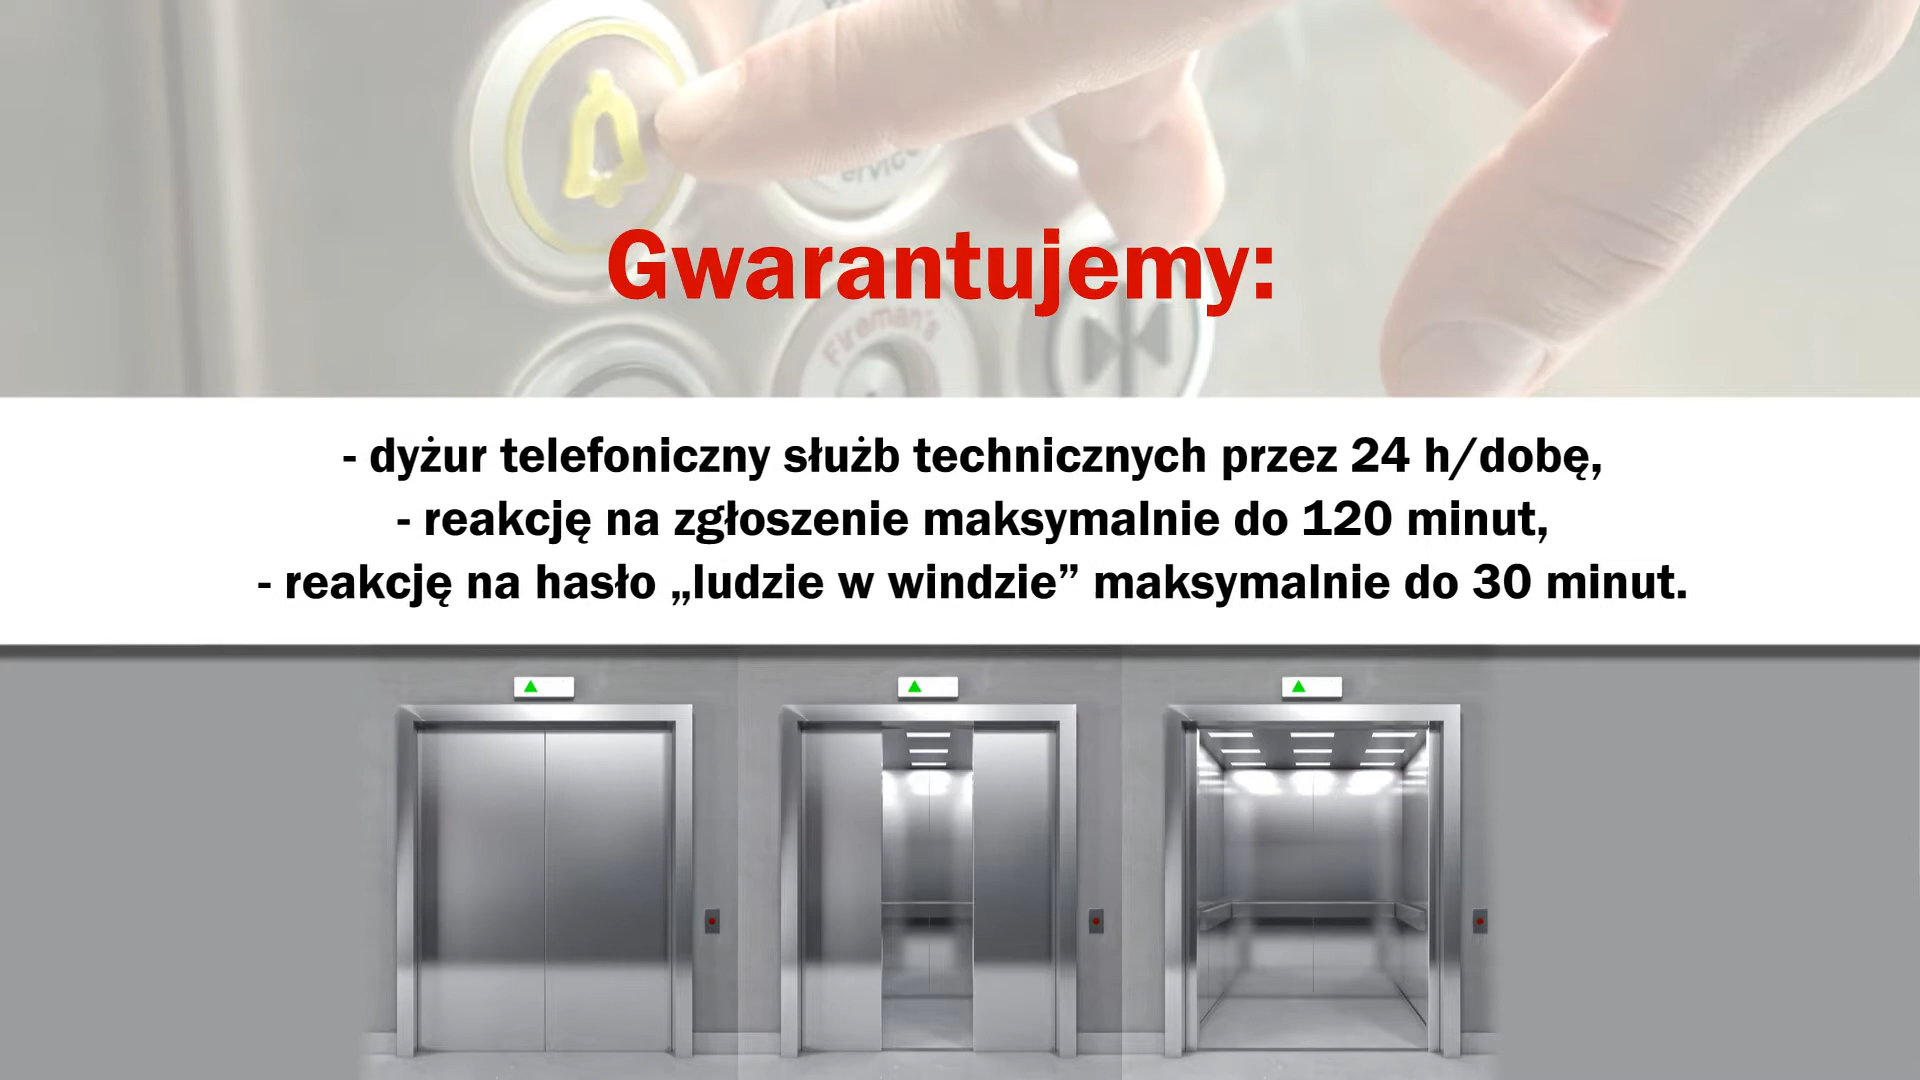 Gwarantujemy:
Fireman's
- dyżur telefoniczny służb technicznych przez 24 h/dobę,
- reakcję na zgłoszenie maksymalnie do 120 minut,
- reakcję na hasło „ludzie w windzie” maksymalnie do 30 minut.